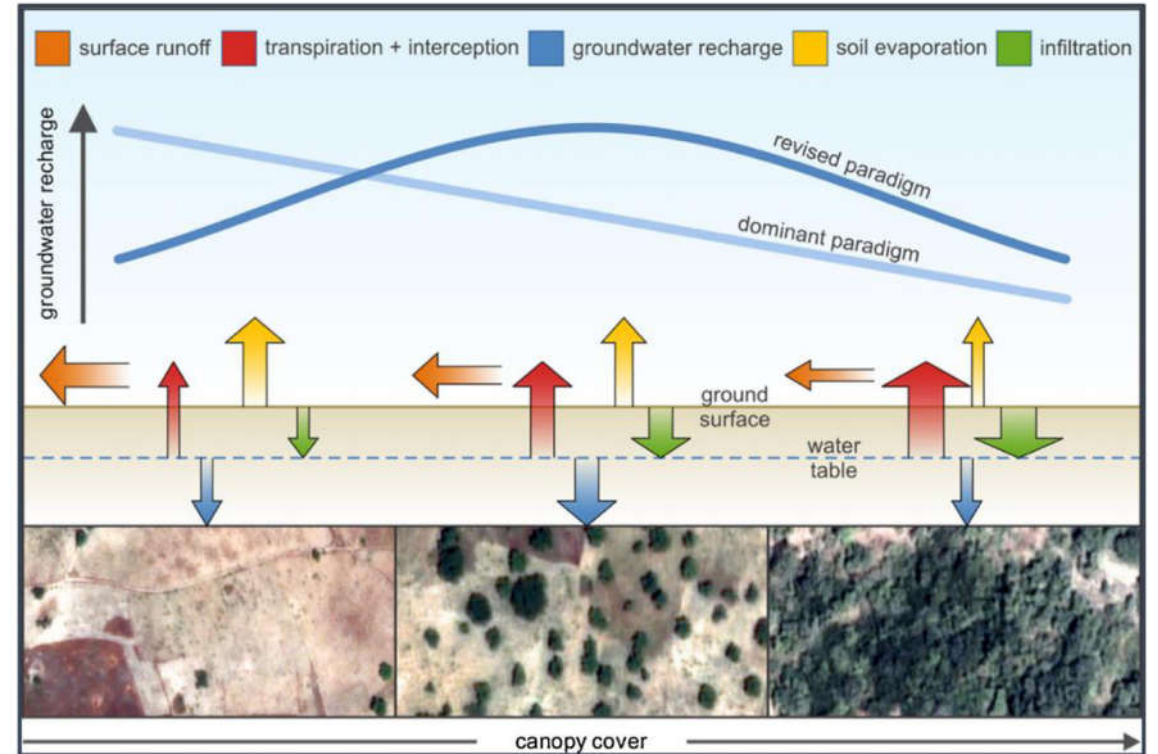 surface runoff transpiration + interception groundwater recharge soil evaporation infiltration
groundwater recharge
revised paradigm
dominant paradigm
ground
surface
water
table
canopy cover